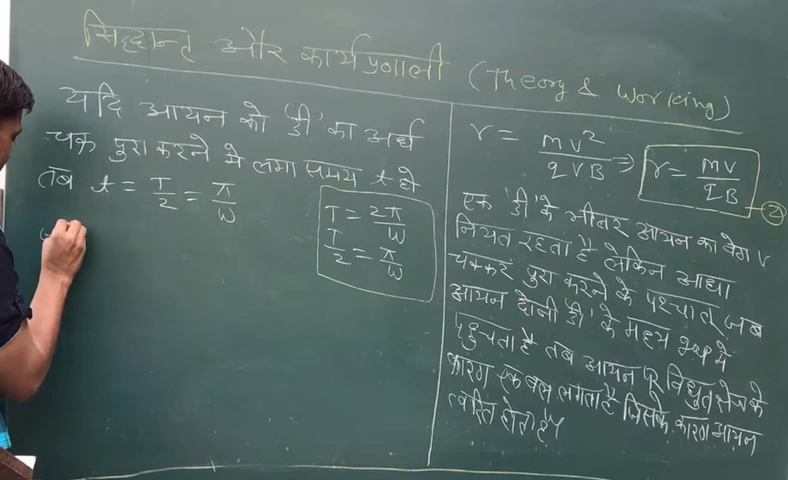 सिद्धान्त और कार्यप्रणाली (Theory & Working)
यदि आयन को 'डी' का अर्ध
चक्र पुरा करने मे लगा समय t हो
तब t = T/2 = π/W
T = 2π/W
T/2 = π/W
r = mv²/qVB ⇒ r = mv/qB —②
एक 'डी' के भीतर आयन का वेग v
नियत रहता है लेकिन आधा
चक्कर पुरा करने के पश्चात् जब
आयन दोनों 'डी' के मध्य gap में
पहुचता है तब आयन पर विधुत क्षेत्र के
कारण एक बल लगता है जिसके कारण आयन
त्वरित होता है।